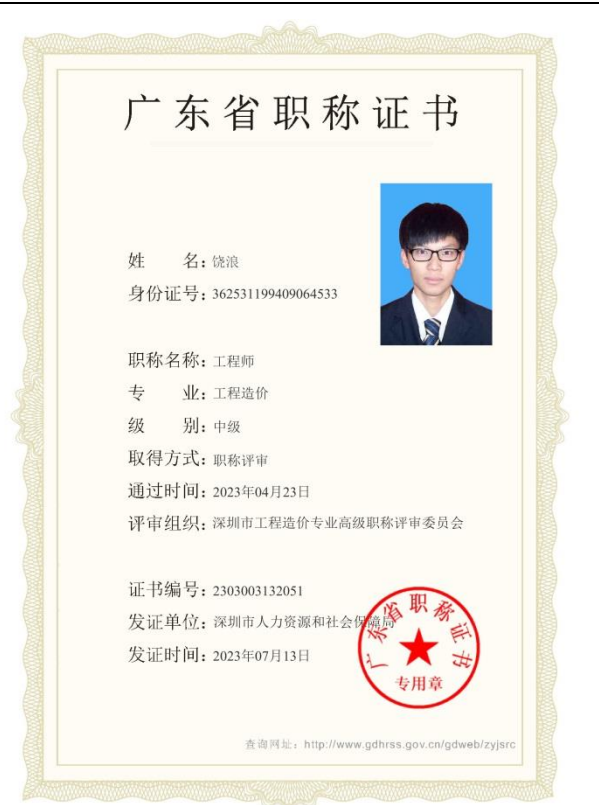 广东省职称证书
姓 名：饶浪
身份证号：362531199409064533
职称名称：工程师
专 业：工程造价
级 别：中级
取得方式：职称评审
通过时间：2023年04月23日
评审组织：深圳市工程造价专业高级职称评审委员会
证书编号：2303003132051
发证单位：深圳市人力资源和社会保障局
发证时间：2023年07月13日
广东省职称证书
专用章
查询网址：http://www.gdhrss.gov.cn/gdweb/zyjsrc